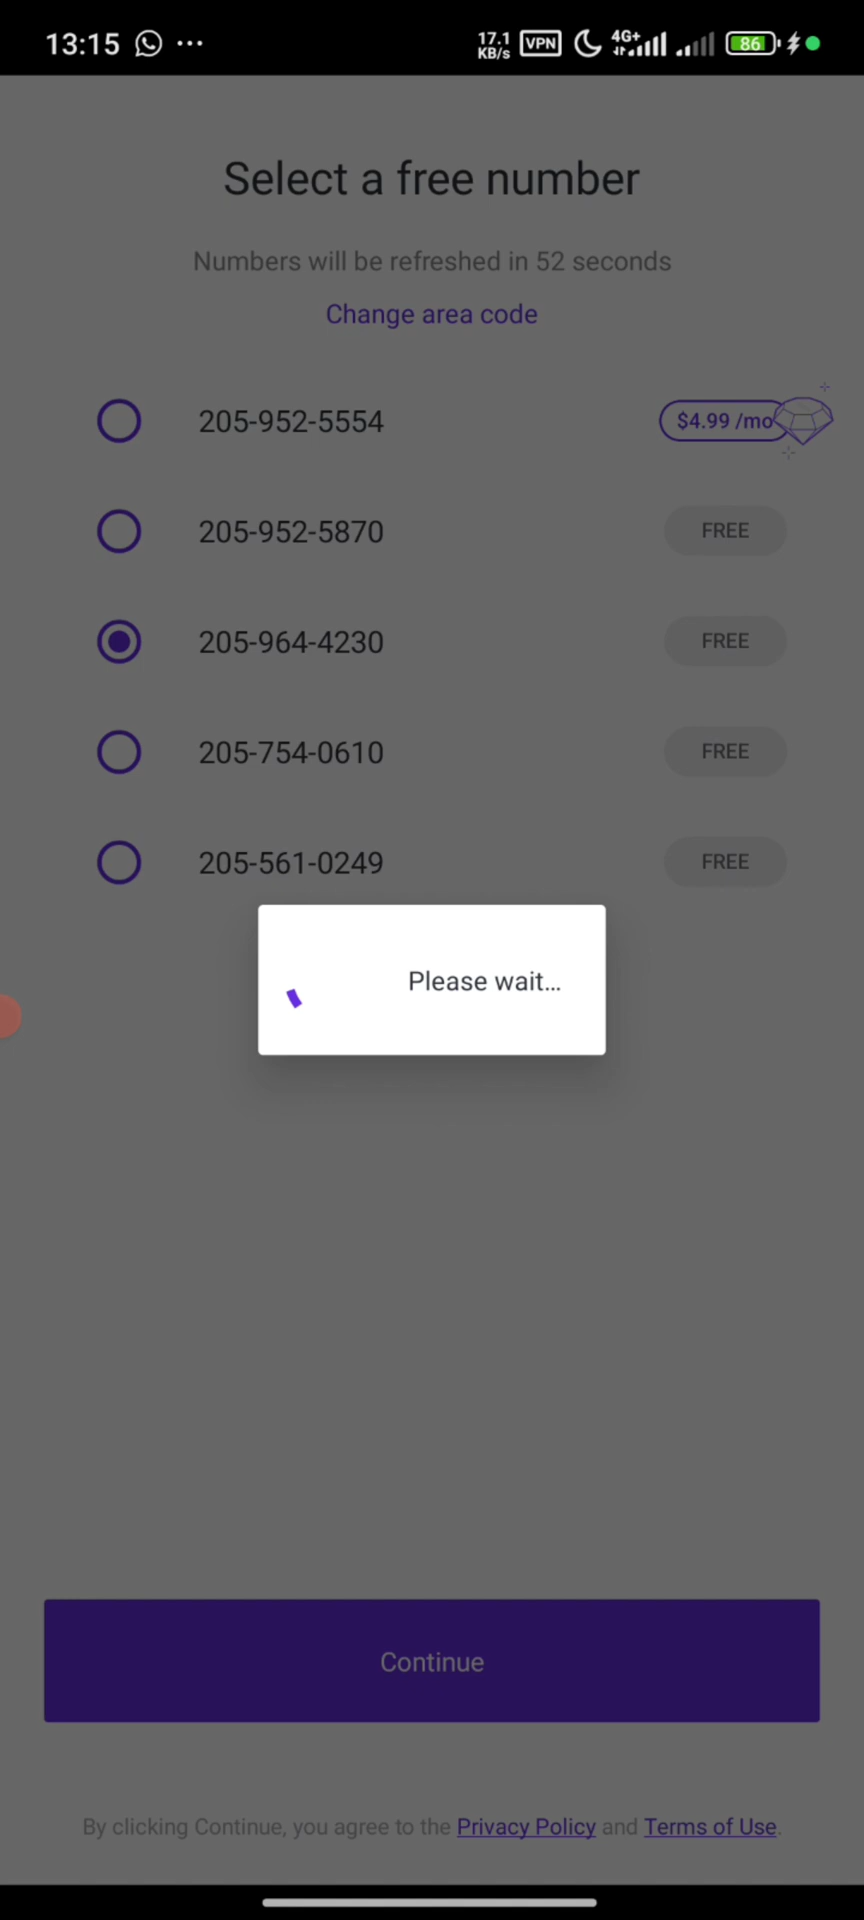 13:15 ...
17.1 KB/s VPN 4G+ 86
Select a free number
Numbers will be refreshed in 52 seconds
Change area code
205-952-5554 $4.99 /mo
205-952-5870 FREE
205-964-4230 FREE
205-754-0610 FREE
205-561-0249 FREE
Please wait...
Continue
By clicking Continue, you agree to the Privacy Policy and Terms of Use.